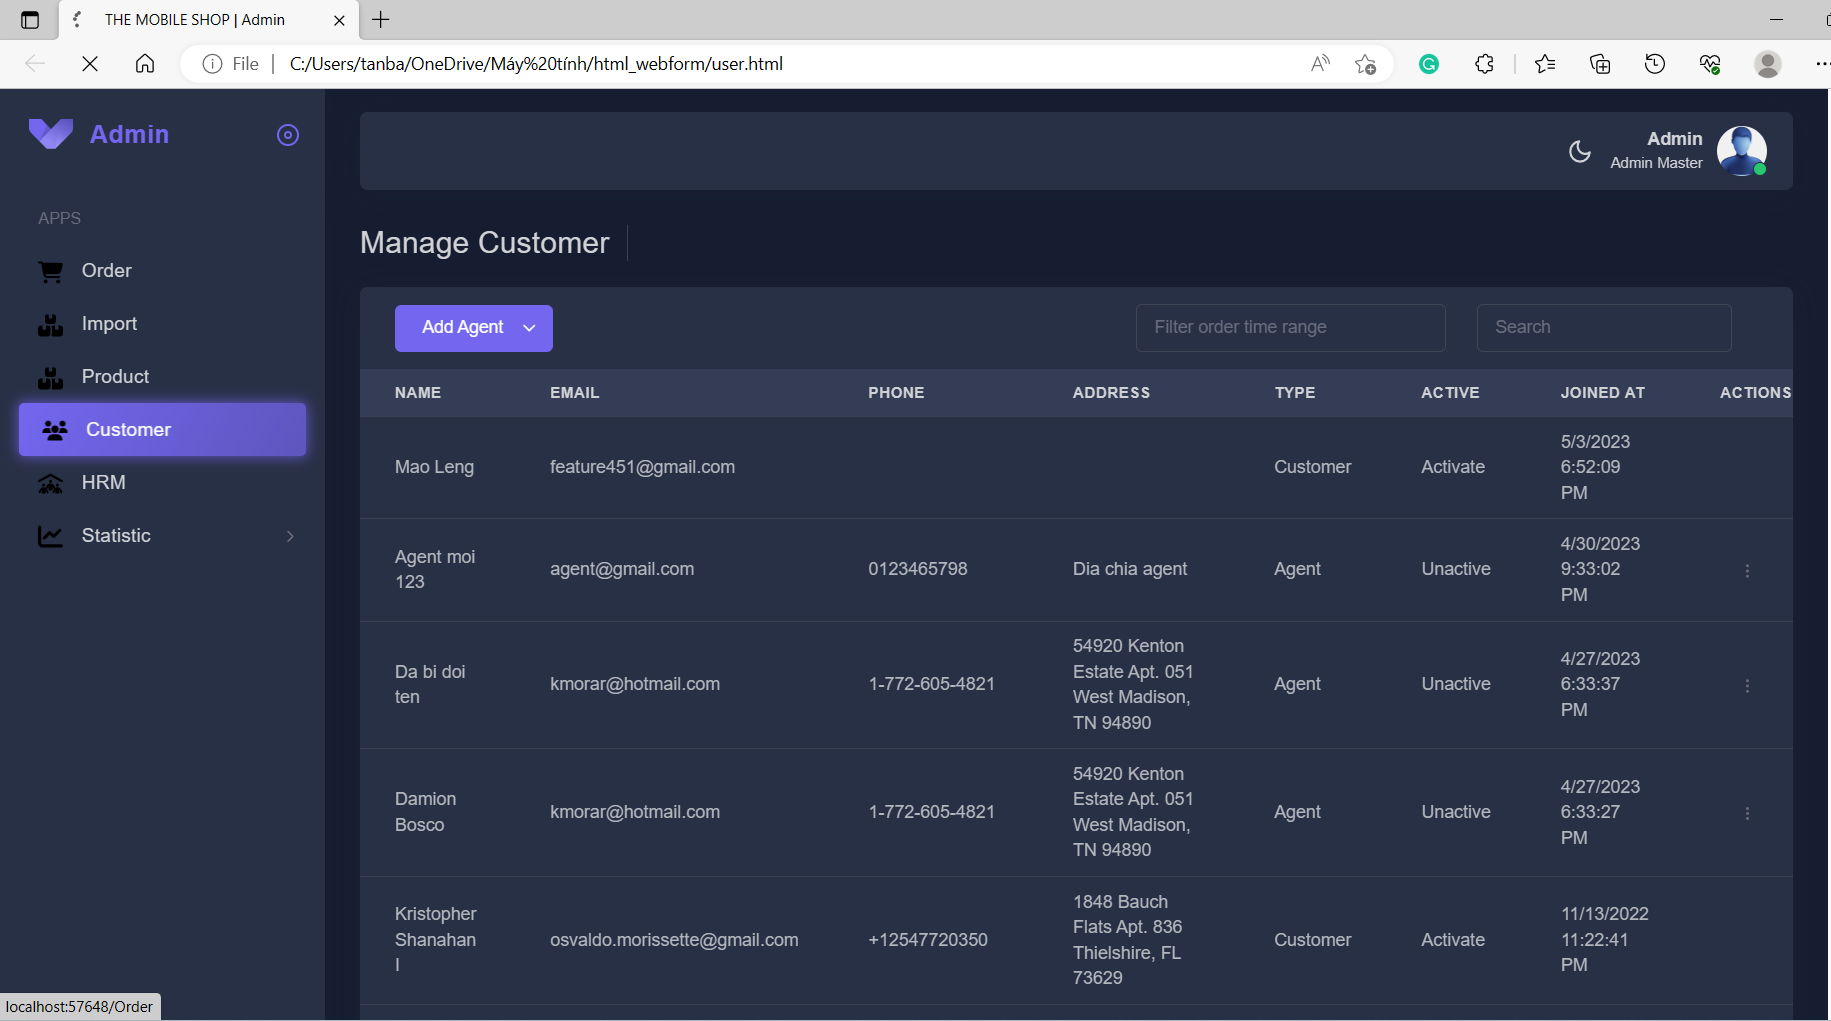 THE MOBILE SHOP | Admin
File | C:/Users/tanba/OneDrive/Máy%20tính/html_webform/user.html
Admin
Admin
Admin Master
APPS
Order
Import
Product
Customer
HRM
Statistic
Manage Customer
Add Agent
Filter order time range
Search
NAME EMAIL PHONE ADDRESS TYPE ACTIVE JOINED AT ACTIONS
Mao Leng feature451@gmail.com Customer Activate 5/3/2023
6:52:09
PM
Agent moi
123
agent@gmail.com 0123465798 Dia chia agent Agent Unactive 4/30/2023
9:33:02
PM
Da bi doi
ten
kmorar@hotmail.com 1-772-605-4821 54920 Kenton
Estate Apt. 051
West Madison,
TN 94890
Agent Unactive 4/27/2023
6:33:37
PM
Damion
Bosco
kmorar@hotmail.com 1-772-605-4821 54920 Kenton
Estate Apt. 051
West Madison,
TN 94890
Agent Unactive 4/27/2023
6:33:27
PM
Kristopher
Shanahan
I
osvaldo.morissette@gmail.com +12547720350 1848 Bauch
Flats Apt. 836
Thielshire, FL
73629
Customer Activate 11/13/2022
11:22:41
PM
localhost:57648/Order